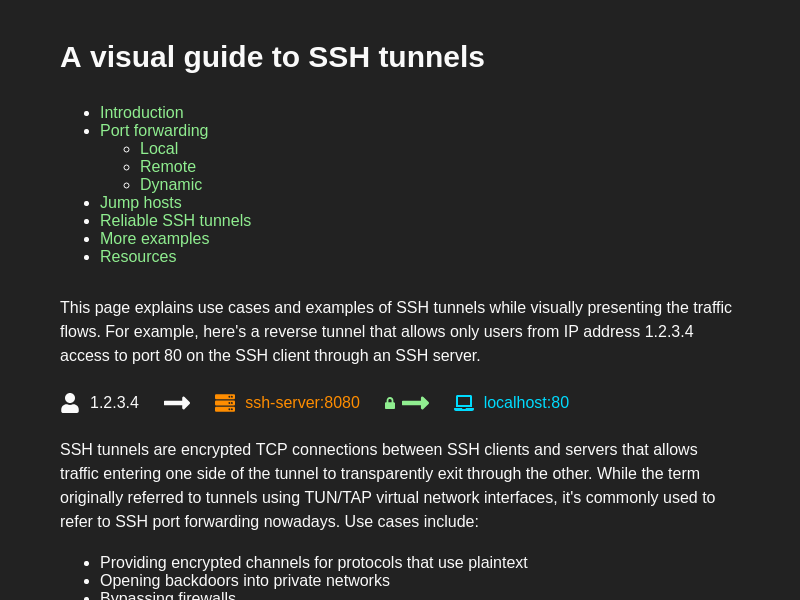 A visual guide to SSH tunnels
Introduction
Port forwarding
Local
Remote
Dynamic
Jump hosts
Reliable SSH tunnels
More examples
Resources
This page explains use cases and examples of SSH tunnels while visually presenting the traffic
flows. For example, here's a reverse tunnel that allows only users from IP address 1.2.3.4
access to port 80 on the SSH client through an SSH server.
1.2.3.4 ssh-server:8080 localhost:80
SSH tunnels are encrypted TCP connections between SSH clients and servers that allows
traffic entering one side of the tunnel to transparently exit through the other. While the term
originally referred to tunnels using TUN/TAP virtual network interfaces, it's commonly used to
refer to SSH port forwarding nowadays. Use cases include:
Providing encrypted channels for protocols that use plaintext
Opening backdoors into private networks
Bypassing firewalls